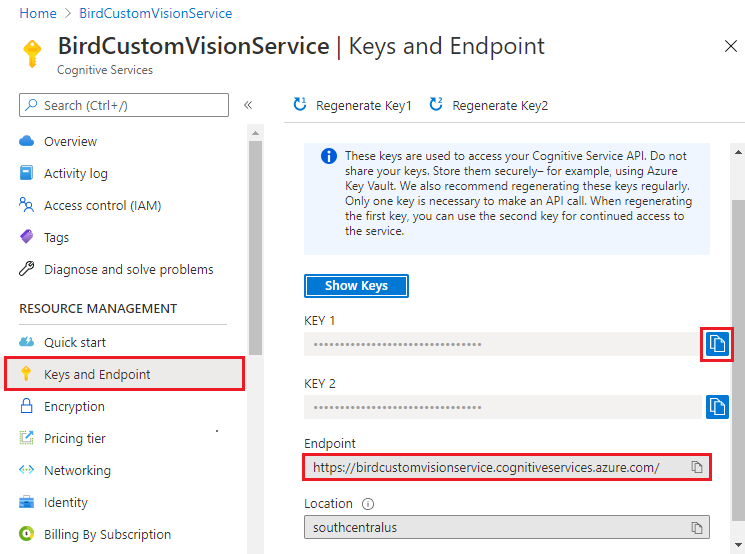 Home > BirdCustomVisionService
BirdCustomVisionService | Keys and Endpoint
Cognitive Services
Search (Ctrl+/)
«
Overview
Activity log
Access control (IAM)
Tags
Diagnose and solve problems
RESOURCE MANAGEMENT
Quick start
Keys and Endpoint
Encryption
Pricing tier
Networking
Identity
Billing By Subscription
Regenerate Key1 Regenerate Key2
These keys are used to access your Cognitive Service API. Do not
share your keys. Store them securely– for example, using Azure
Key Vault. We also recommend regenerating these keys regularly.
Only one key is necessary to make an API call. When regenerating
the first key, you can use the second key for continued access to
the service.
Show Keys
KEY 1
••••••••••••••••••••••••••••••••
KEY 2
••••••••••••••••••••••••••••••••
Endpoint
https://birdcustomvisionservice.cognitiveservices.azure.com/
Location
southcentralus